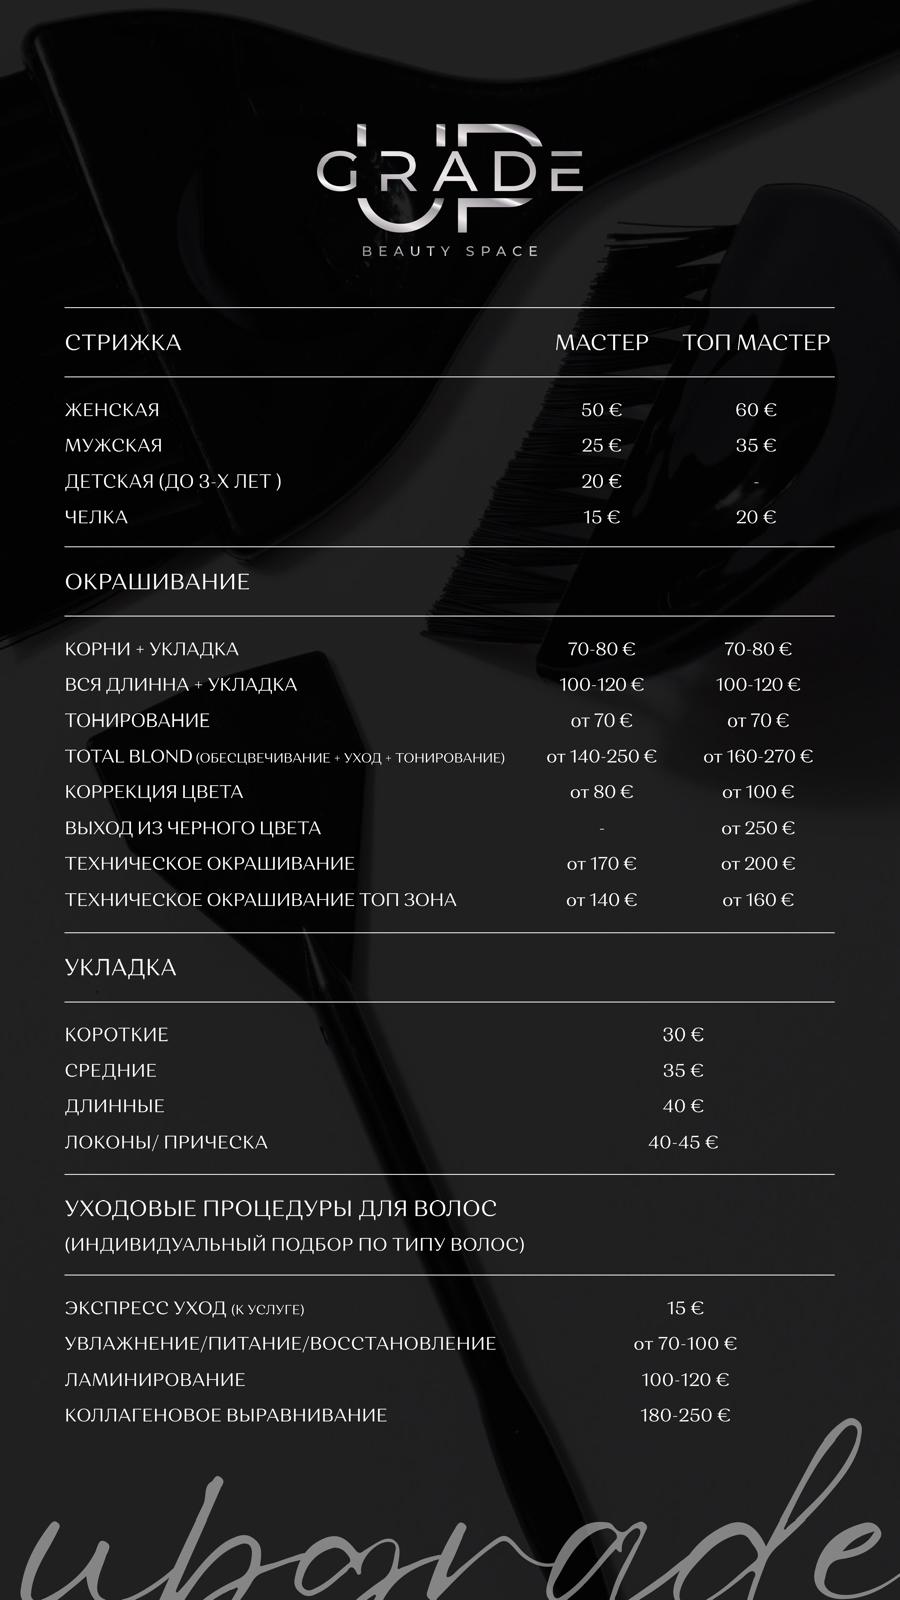 UP
GRADE
BEAUTY SPACE
СТРИЖКА МАСТЕР ТОП МАСТЕР
ЖЕНСКАЯ 50 € 60 €
МУЖСКАЯ 25 € 35 €
ДЕТСКАЯ (ДО 3-Х ЛЕТ ) 20 € -
ЧЕЛКА 15 € 20 €
ОКРАШИВАНИЕ
КОРНИ + УКЛАДКА 70-80 € 70-80 €
ВСЯ ДЛИННА + УКЛАДКА 100-120 € 100-120 €
ТОНИРОВАНИЕ от 70 € от 70 €
TOTAL BLOND (ОБЕСЦВЕЧИВАНИЕ + УХОД + ТОНИРОВАНИЕ) от 140-250 € от 160-270 €
КОРРЕКЦИЯ ЦВЕТА от 80 € от 100 €
ВЫХОД ИЗ ЧЕРНОГО ЦВЕТА - от 250 €
ТЕХНИЧЕСКОЕ ОКРАШИВАНИЕ от 170 € от 200 €
ТЕХНИЧЕСКОЕ ОКРАШИВАНИЕ ТОП ЗОНА от 140 € от 160 €
УКЛАДКА
КОРОТКИЕ 30 €
СРЕДНИЕ 35 €
ДЛИННЫЕ 40 €
ЛОКОНЫ/ ПРИЧЕСКА 40-45 €
УХОДОВЫЕ ПРОЦЕДУРЫ ДЛЯ ВОЛОС
(ИНДИВИДУАЛЬНЫЙ ПОДБОР ПО ТИПУ ВОЛОС)
ЭКСПРЕСС УХОД (К УСЛУГЕ) 15 €
УВЛАЖНЕНИЕ/ПИТАНИЕ/ВОССТАНОВЛЕНИЕ от 70-100 €
ЛАМИНИРОВАНИЕ 100-120 €
КОЛЛАГЕНОВОЕ ВЫРАВНИВАНИЕ 180-250 €
upgrade